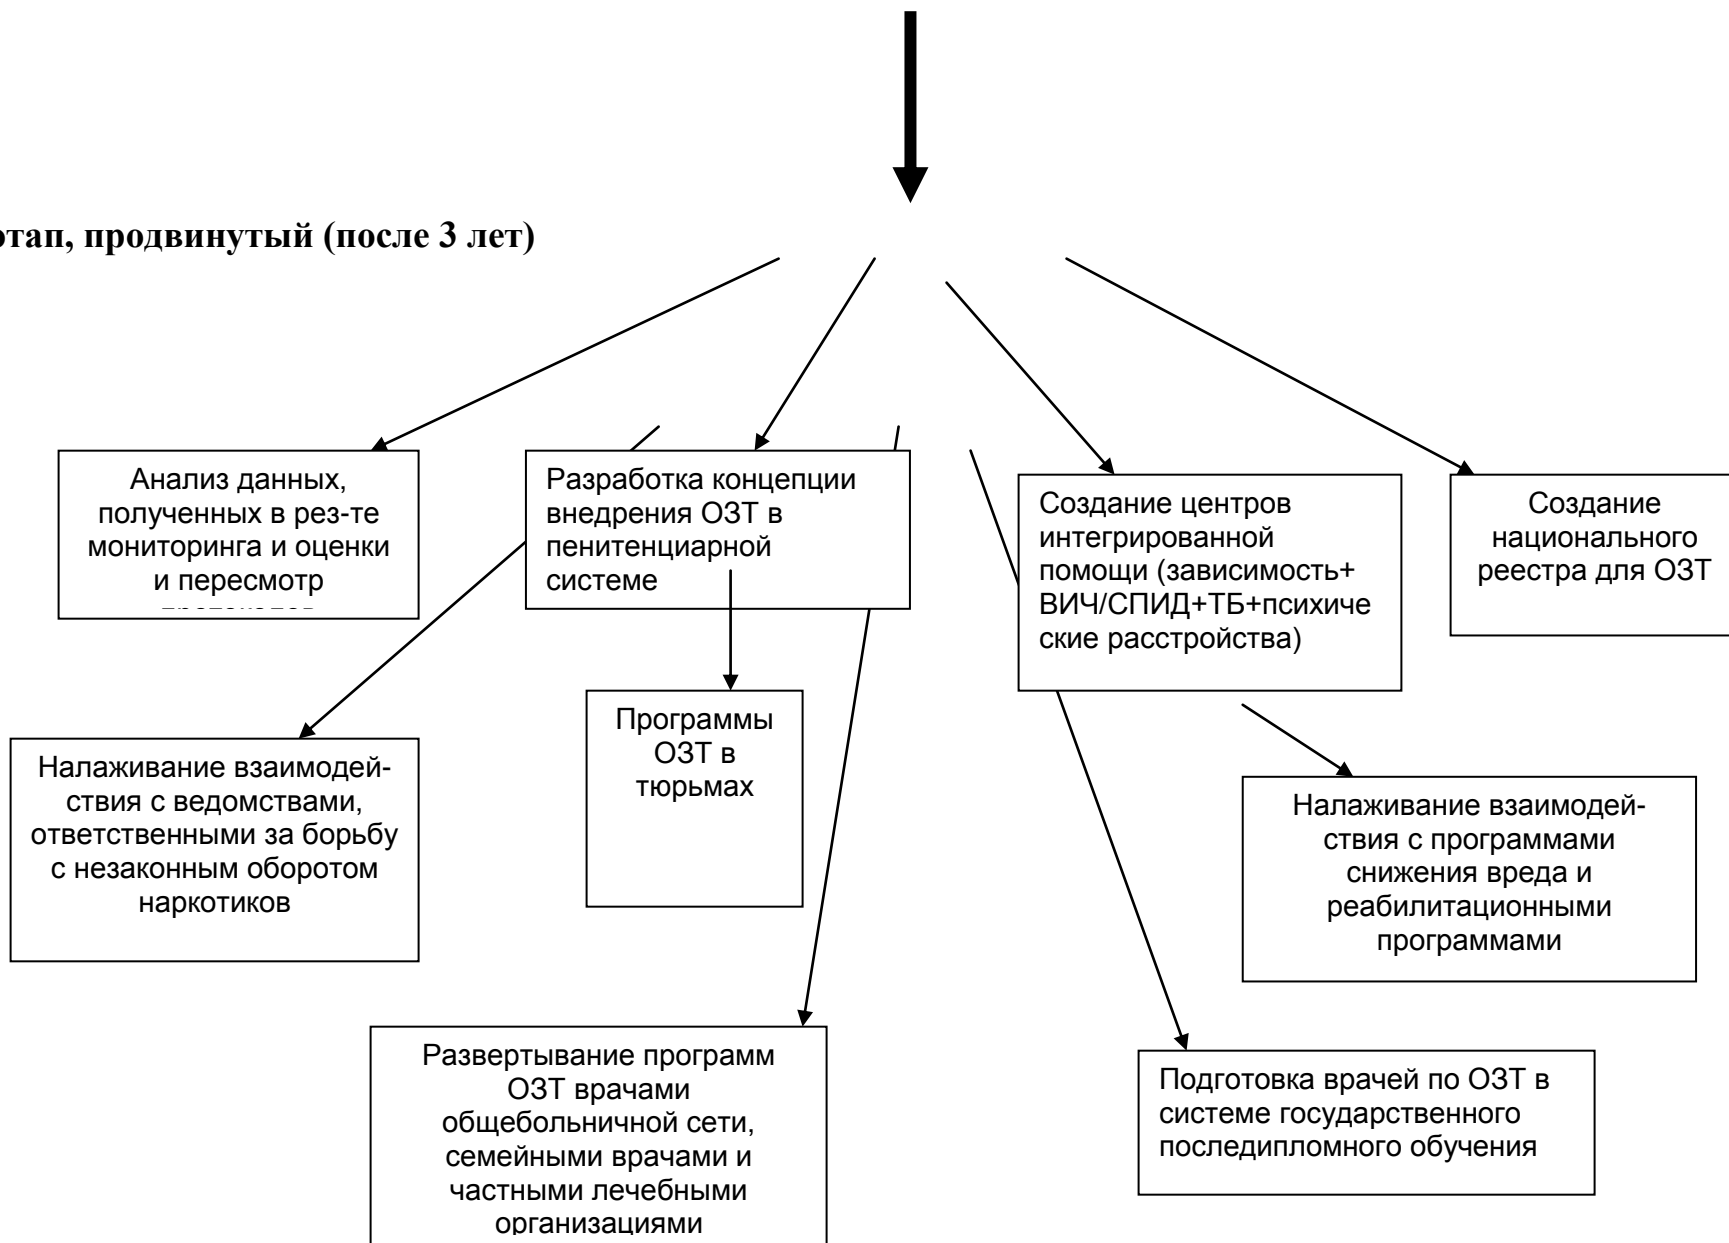 этап, продвинутый (после 3 лет)
Анализ данных,
полученных в рез-те
мониторинга и оценки
и пересмотр
Разработка концепции
внедрения ОЗТ в
пенитенциарной
системе
Создание центров
интегрированной
помощи (зависимость+
ВИЧ/СПИД+ТБ+психиче
ские расстройства)
Создание
национального
реестра для ОЗТ
Программы
ОЗТ в
тюрьмах
Налаживание взаимодей-
ствия с ведомствами,
ответственными за борьбу
с незаконным оборотом
наркотиков
Налаживание взаимодей-
ствия с программами
снижения вреда и
реабилитационными
программами
Развертывание программ
ОЗТ врачами
общебольничной сети,
семейными врачами и
частными лечебными
организациями
Подготовка врачей по ОЗТ в
системе государственного
последипломного обучения